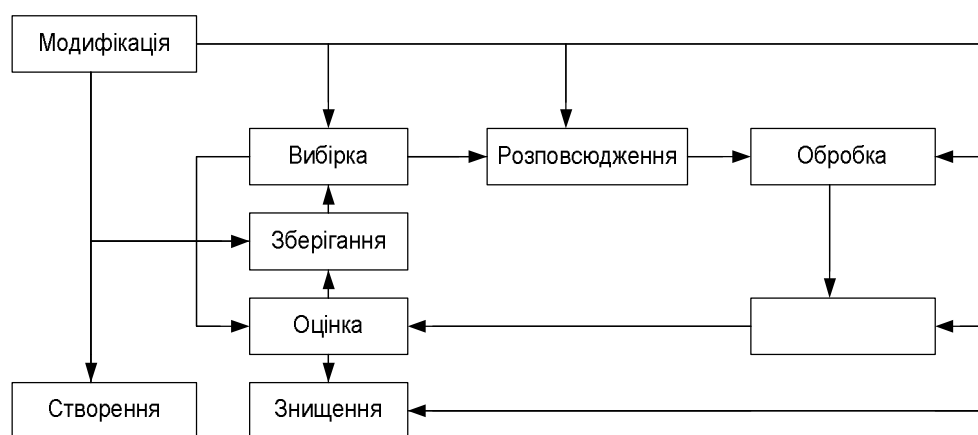 Модифікація
Вибірка
Розповсюдження
Обробка
Зберігання
Оцінка
Створення
Знищення